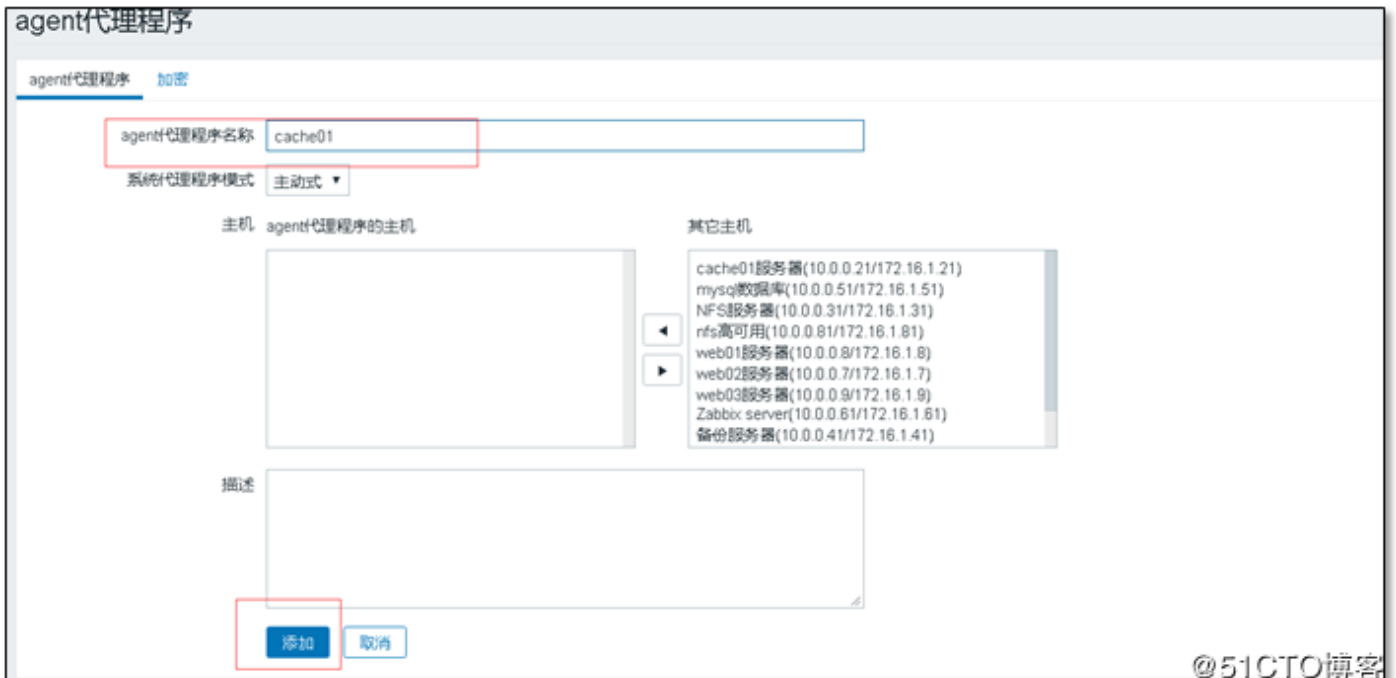 agent代理程序
agent代理程序 加密
agent代理程序名称 cache01
系统代理程序模式 主动式
主机 agent代理程序的主机 其它主机
cache01服务器(10.0.0.21/172.16.1.21)
mysql数据库(10.0.0.51/172.16.1.51)
NFS服务器(10.0.0.31/172.16.1.31)
nfs高可用(10.0.0.81/172.16.1.81)
web01服务器(10.0.0.8/172.16.1.8)
web02服务器(10.0.0.7/172.16.1.7)
web03服务器(10.0.0.9/172.16.1.9)
Zabbix server(10.0.0.61/172.16.1.61)
备份服务器(10.0.0.41/172.16.1.41)
描述
添加 取消
@51CTO博客